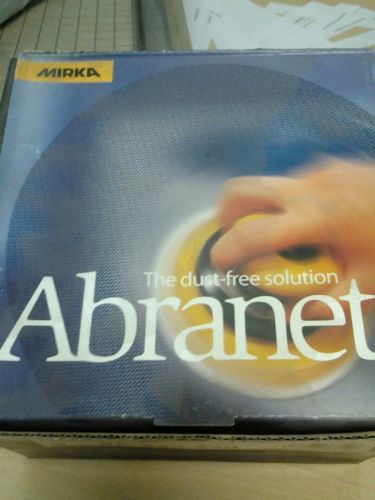 MIRKA
The dust-free solution
Abranet